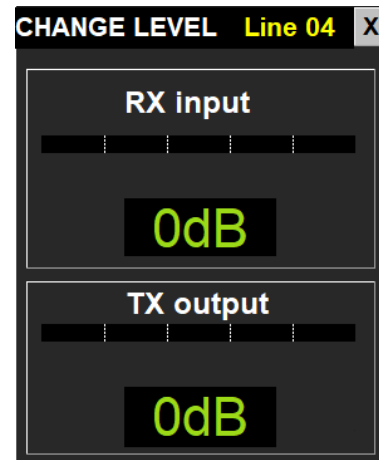 CHANGE LEVEL Line 04 X
RX input
0dB
TX output
0dB